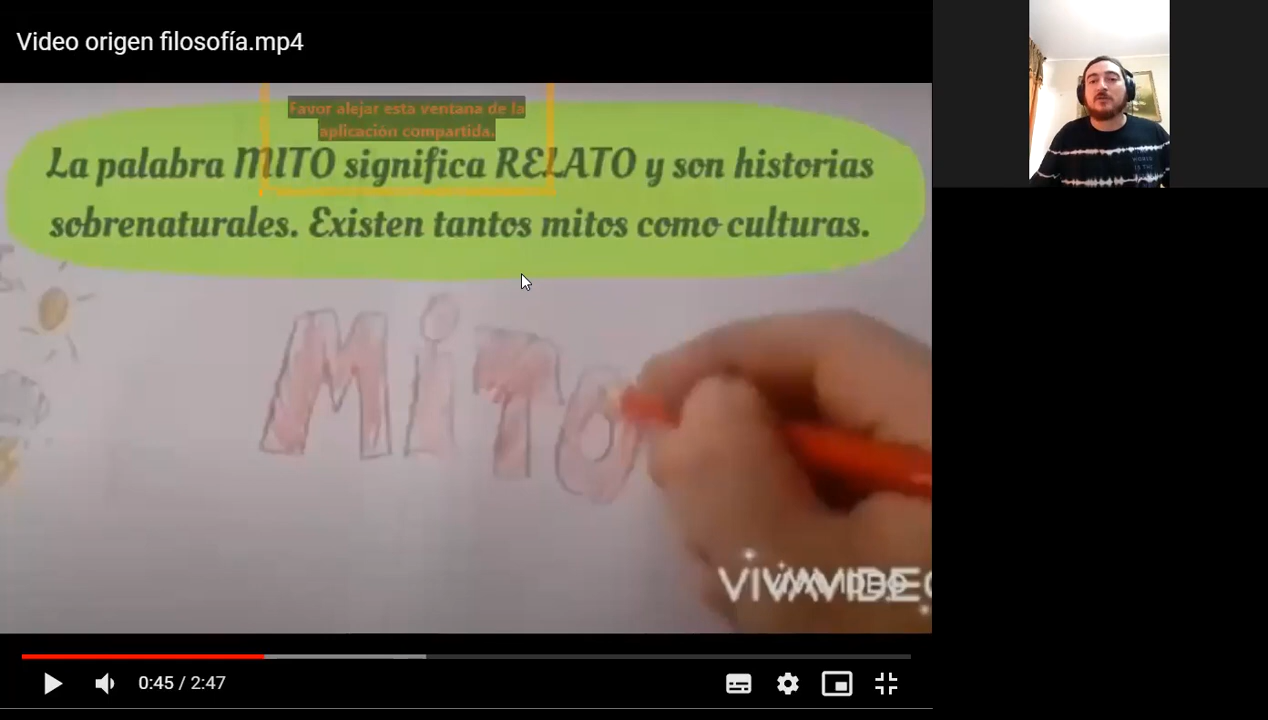 Video origen filosofía.mp4
Favor alejar esta ventana de la
aplicación compartida.
La palabra MITO significa RELATO y son historias
sobrenaturales. Existen tantos mitos como culturas.
MiTO
VIVAVIDEO
0:45 / 2:47